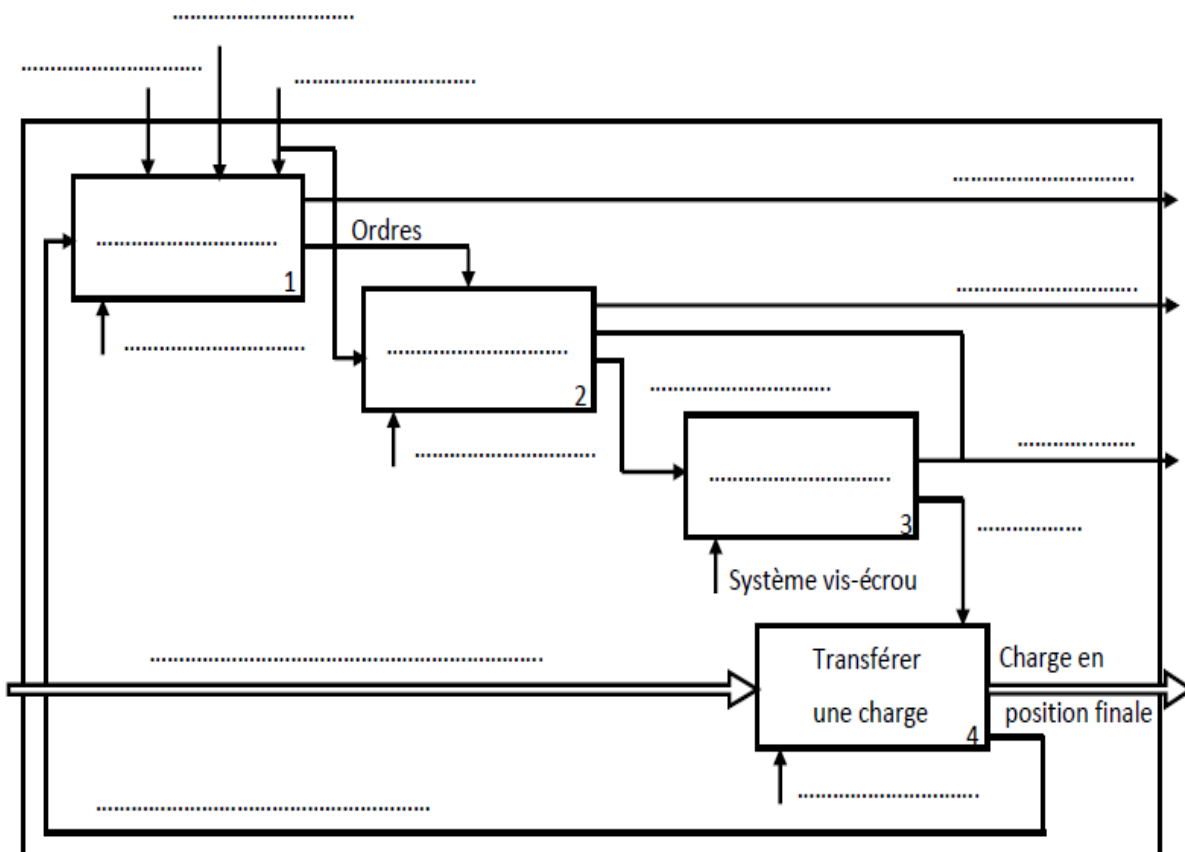 Ordres
1
2
3
Système vis-écrou
Transférer
une charge
4
Charge en
position finale